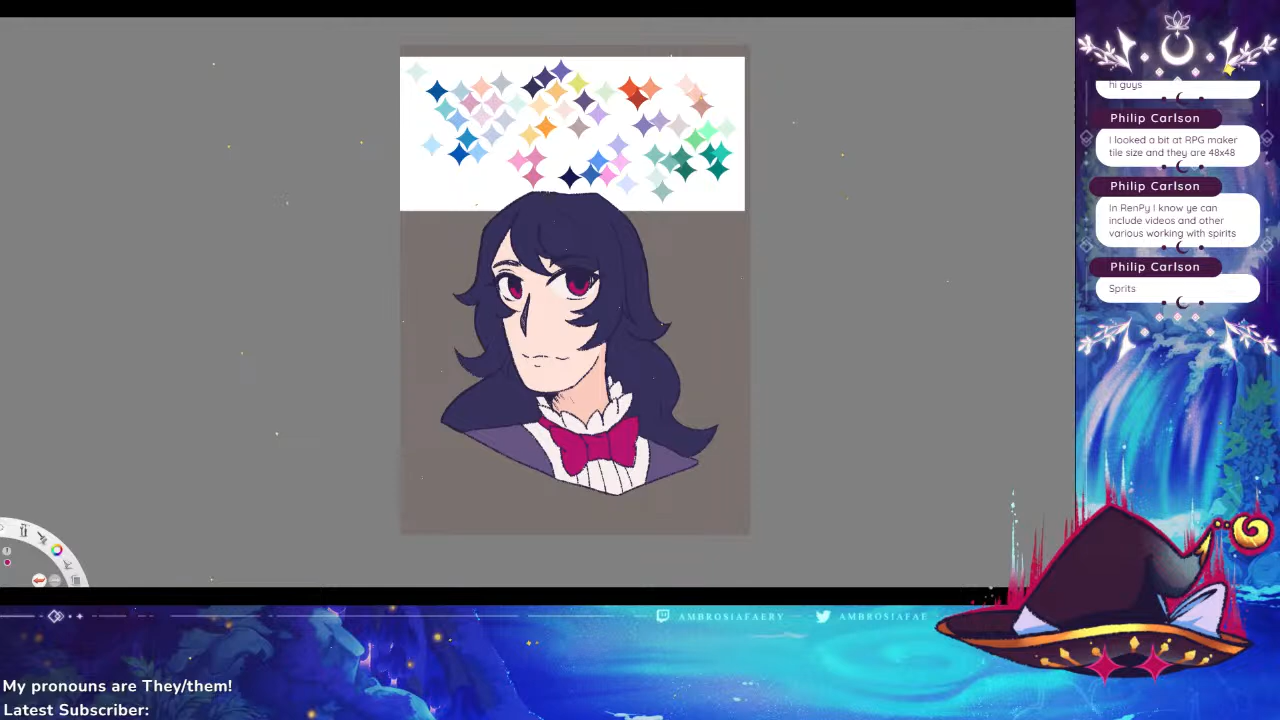 hi guys
Philip Carlson
I looked a bit at RPG maker
tile size and they are 48x48
Philip Carlson
In RenPy I know ye can
include videos and other
various working with spirits
Philip Carlson
Sprits
AMBROSIAFAERY
AMBROSIAFAE
My pronouns are They/them!
Latest Subscriber: